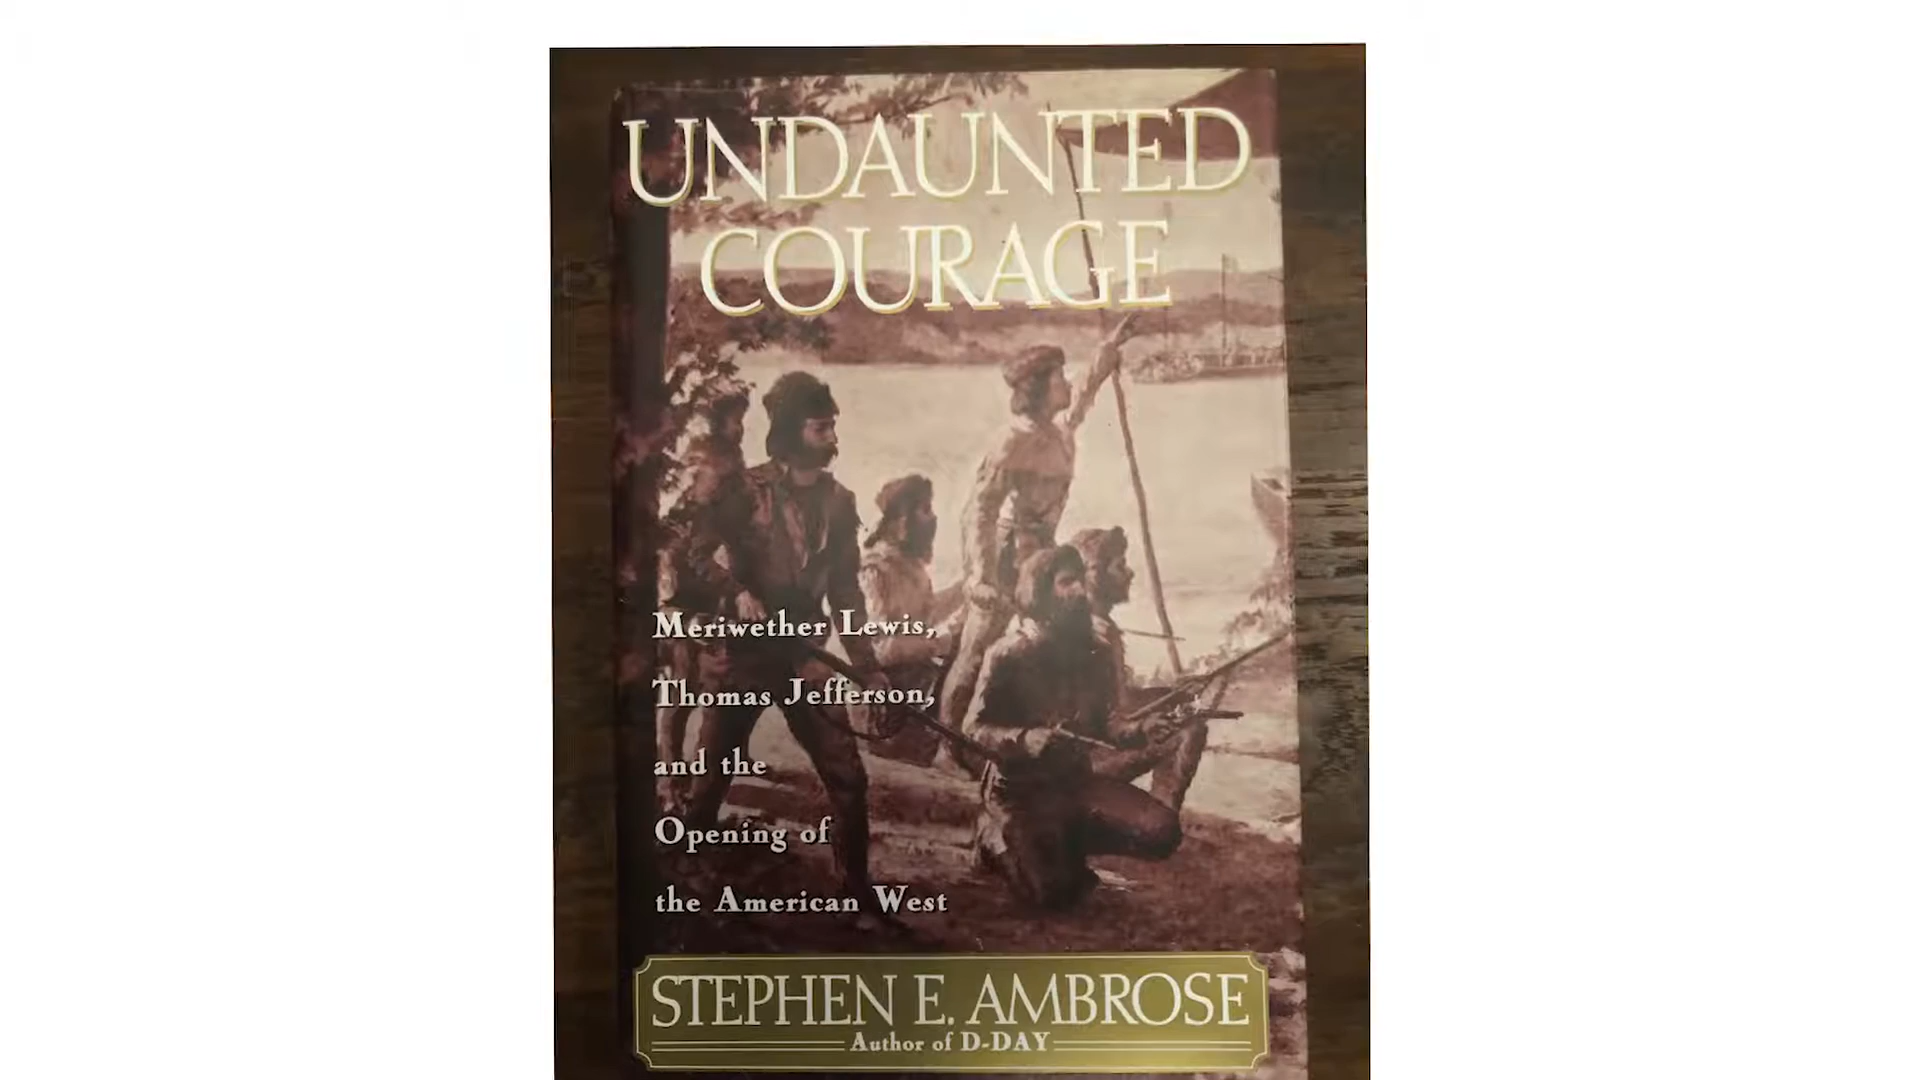 UNDAUNTED
COURAGE
Meriwether Lewis,
Thomas Jefferson,
and the
Opening of
the American West
STEPHEN E. AMBROSE
Author of D-DAY